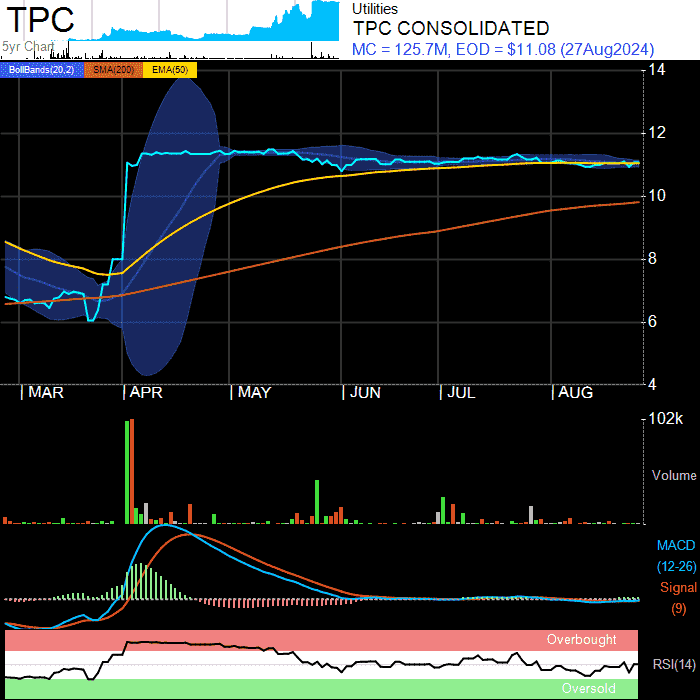 TPC
5yr Chart
Utilities
TPC CONSOLIDATED
MC = 125.7M, EOD = $11.08 (27Aug2024)
BollBands(20,2) SMA(200) EMA(50)
14
12
10
8
6
4
MAR APR MAY JUN JUL AUG
102k
Volume
MACD
(12-26)
Signal
(9)
Overbought
RSI(14)
Oversold